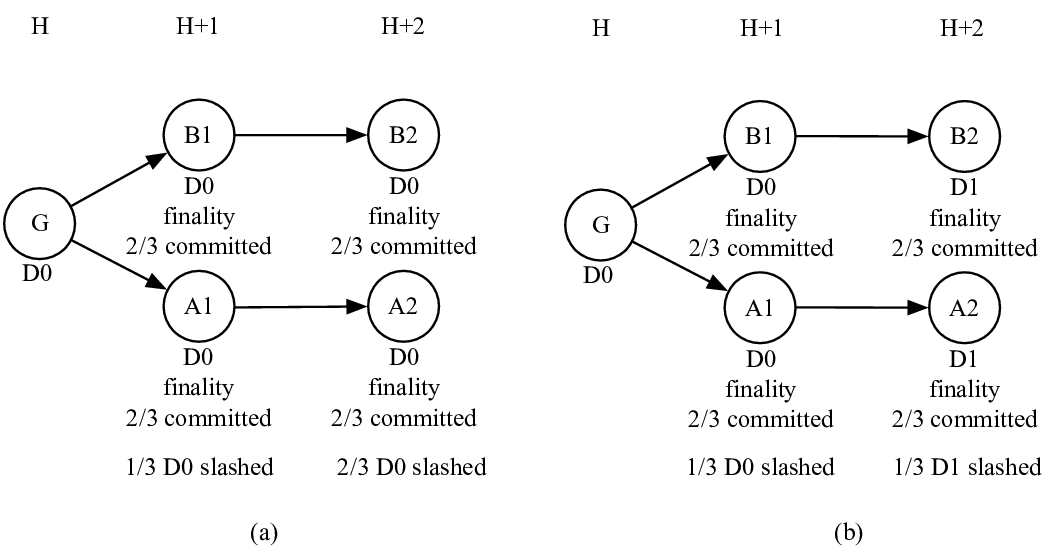 H H+1 H+2
B1 B2
D0 D0
finality finality
2/3 committed 2/3 committed
G
D0
A1 A2
D0 D0
finality finality
2/3 committed 2/3 committed
1/3 D0 slashed 2/3 D0 slashed
(a)
H H+1 H+2
B1 B2
D0 D1
finality finality
2/3 committed 2/3 committed
G
D0
A1 A2
D0 D1
finality finality
2/3 committed 2/3 committed
1/3 D0 slashed 1/3 D1 slashed
(b)